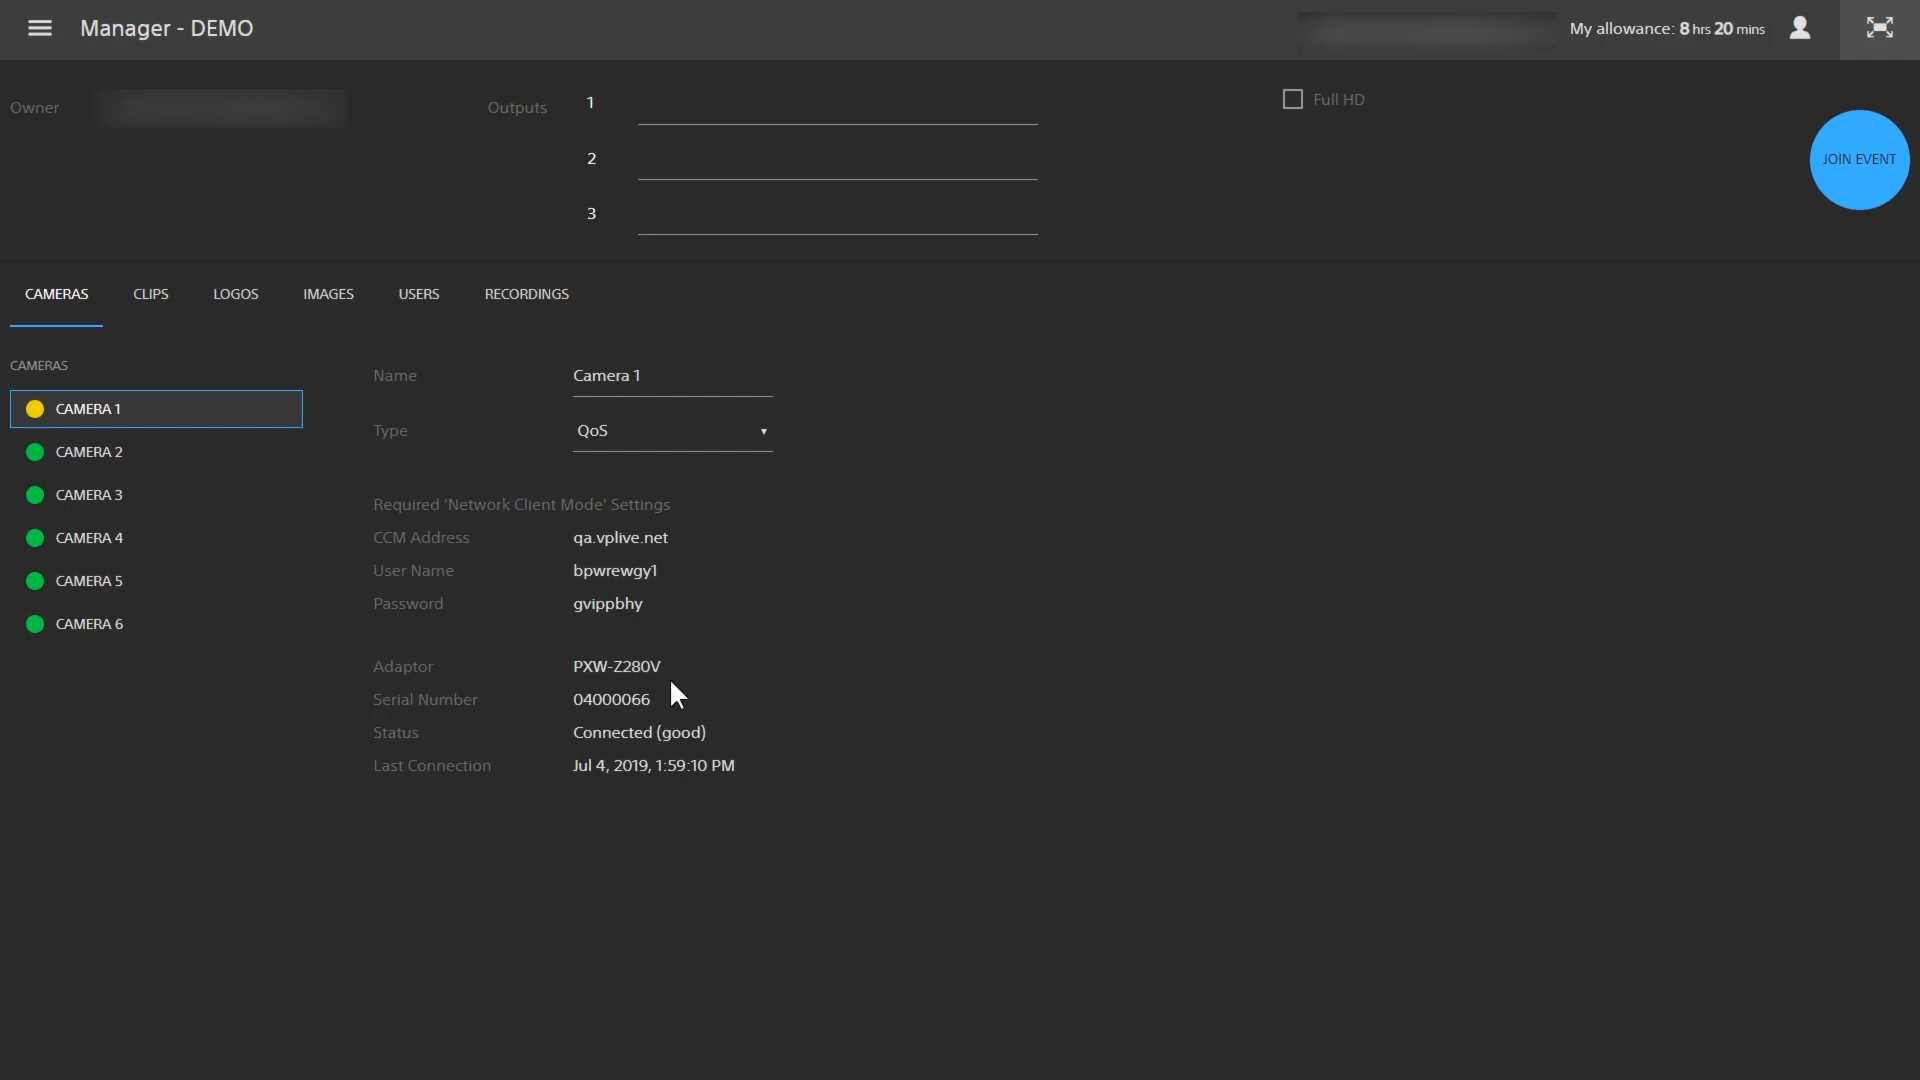 Manager - DEMO
My allowance: 8 hrs 20 mins
Owner
Outputs
1
2
3
Full HD
JOIN EVENT
CAMERAS CLIPS LOGOS IMAGES USERS RECORDINGS
CAMERAS
CAMERA 1
CAMERA 2
CAMERA 3
CAMERA 4
CAMERA 5
CAMERA 6
Name Camera 1
Type QoS
Required 'Network Client Mode' Settings
CCM Address qa.vplive.net
User Name bpwrewgy1
Password gvippbhy
Adaptor PXW-Z280V
Serial Number 04000066
Status Connected (good)
Last Connection Jul 4, 2019, 1:59:10 PM